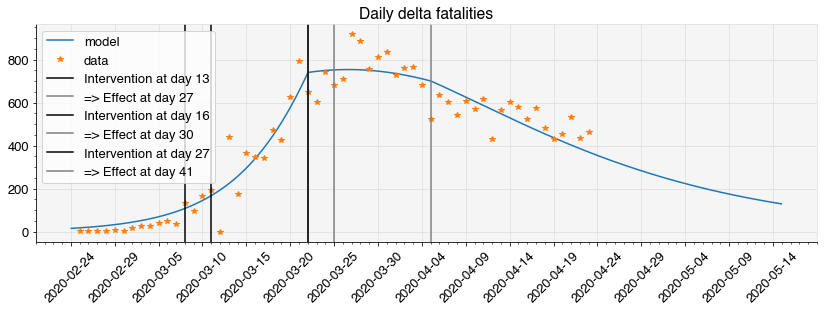 Daily delta fatalities
800
600
400
200
0
model
data
Intervention at day 13
=> Effect at day 27
Intervention at day 16
=> Effect at day 30
Intervention at day 27
=> Effect at day 41
2020-02-24
2020-02-29
2020-03-05
2020-03-10
2020-03-15
2020-03-20
2020-03-25
2020-03-30
2020-04-04
2020-04-09
2020-04-14
2020-04-19
2020-04-24
2020-04-29
2020-05-04
2020-05-09
2020-05-14